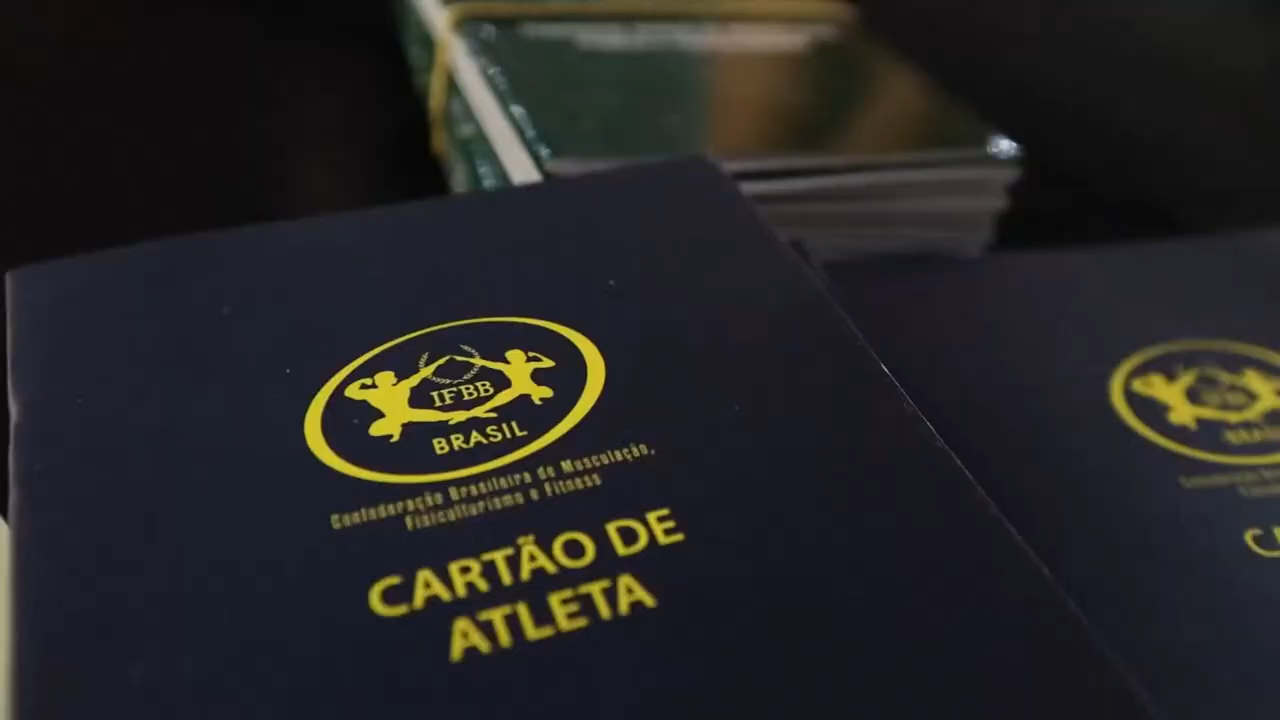 IFBB
BRASIL
Confederação Brasileira de Musculação,
Fisiculturismo e Fitness
CARTÃO DE
ATLETA